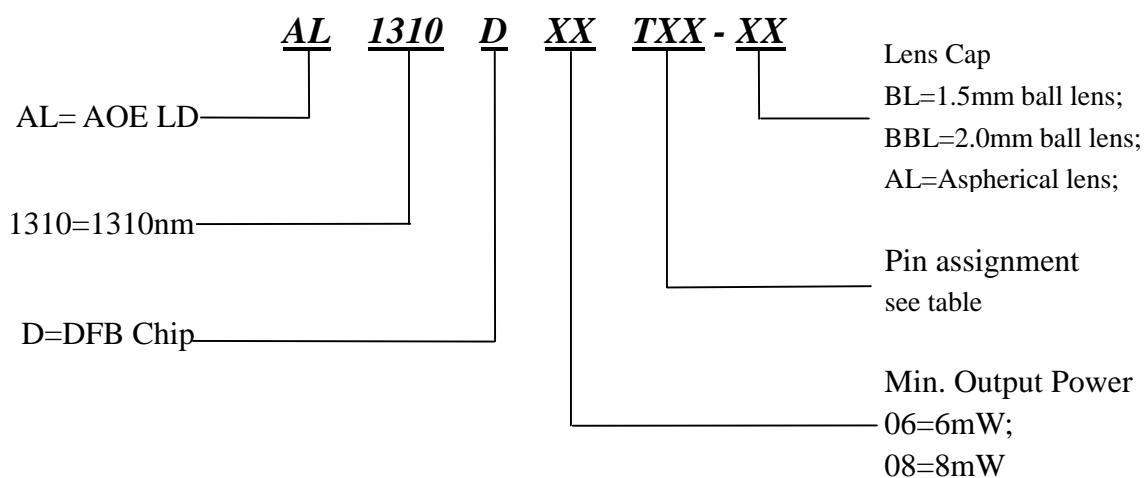 AL 1310 D XX TXX - XX
AL= AOE LD
1310=1310nm
D=DFB Chip
Lens Cap
BL=1.5mm ball lens;
BBL=2.0mm ball lens;
AL=Aspherical lens;
Pin assignment
see table
Min. Output Power
06=6mW;
08=8mW